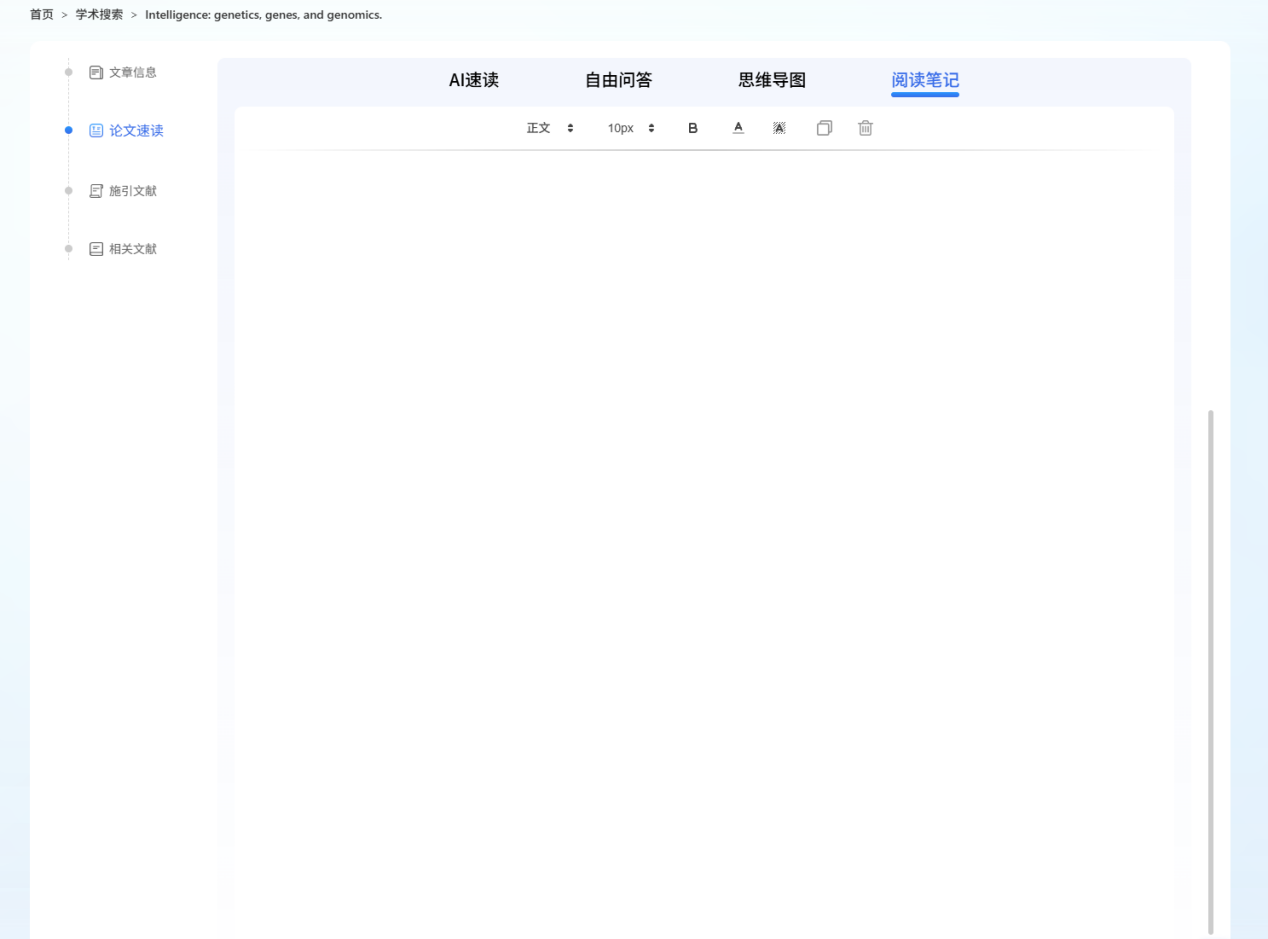 首页 > 学术搜索 > Intelligence: genetics, genes, and genomics.
文章信息
论文速读
施引文献
相关文献
AI速读 自由问答 思维导图 阅读笔记
正文 10px B A A